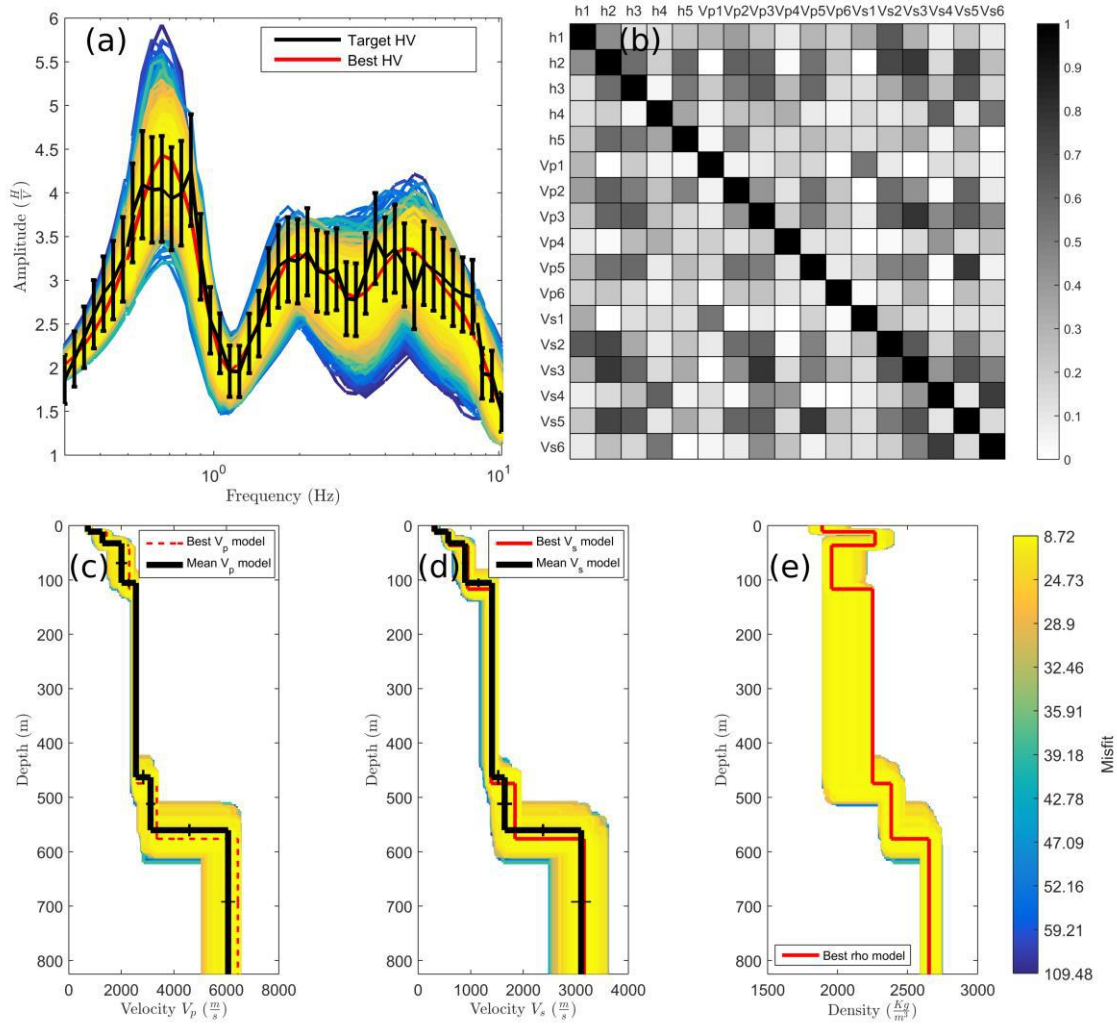 (a)
Target HV
Best HV
6
5.5
5
4.5
4
3.5
3
2.5
2
1.5
1
Amplitude (H/V)
10^0
10^1
Frequency (Hz)
h1 h2 h3 h4 h5 Vp1 Vp2 Vp3 Vp4 Vp5 Vp6 Vs1 Vs2 Vs3 Vs4 Vs5 Vs6
(b)
h1
h2
h3
h4
h5
Vp1
Vp2
Vp3
Vp4
Vp5
Vp6
Vs1
Vs2
Vs3
Vs4
Vs5
Vs6
1
0.9
0.8
0.7
0.6
0.5
0.4
0.3
0.2
0.1
0
(c)
Best V_p model
Mean V_p model
0
100
200
300
400
500
600
700
800
Depth (m)
0 2000 4000 6000 8000
Velocity V_p (m/s)
(d)
Best V_s model
Mean V_s model
0
100
200
300
400
500
600
700
800
Depth (m)
0 1000 2000 3000 4000
Velocity V_s (m/s)
(e)
0
100
200
300
400
500
600
700
800
Depth (m)
Best rho model
1500 2000 2500 3000
Density (Kg/m^3)
8.72
24.73
28.9
32.46
35.91
39.18
42.78
47.09
52.16
59.21
109.48
Misfit